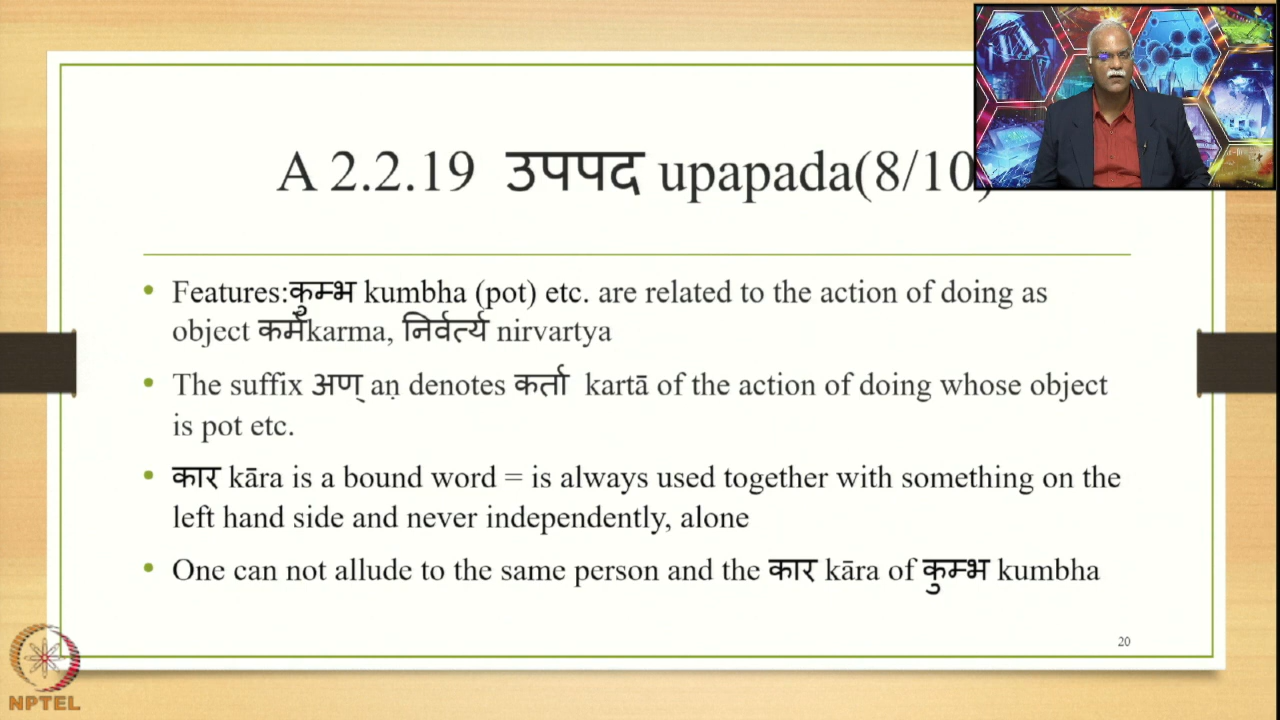 A 2.2.19 उपपद upapada(8/10)
Features:कुम्भ kumbha (pot) etc. are related to the action of doing as
object कर्मkarma, निर्वर्त्य nirvartya
The suffix अण् aṇ denotes कर्ता kartā of the action of doing whose object
is pot etc.
कार kāra is a bound word = is always used together with something on the
left hand side and never independently, alone
One can not allude to the same person and the कार kāra of कुम्भ kumbha
20
NPTEL